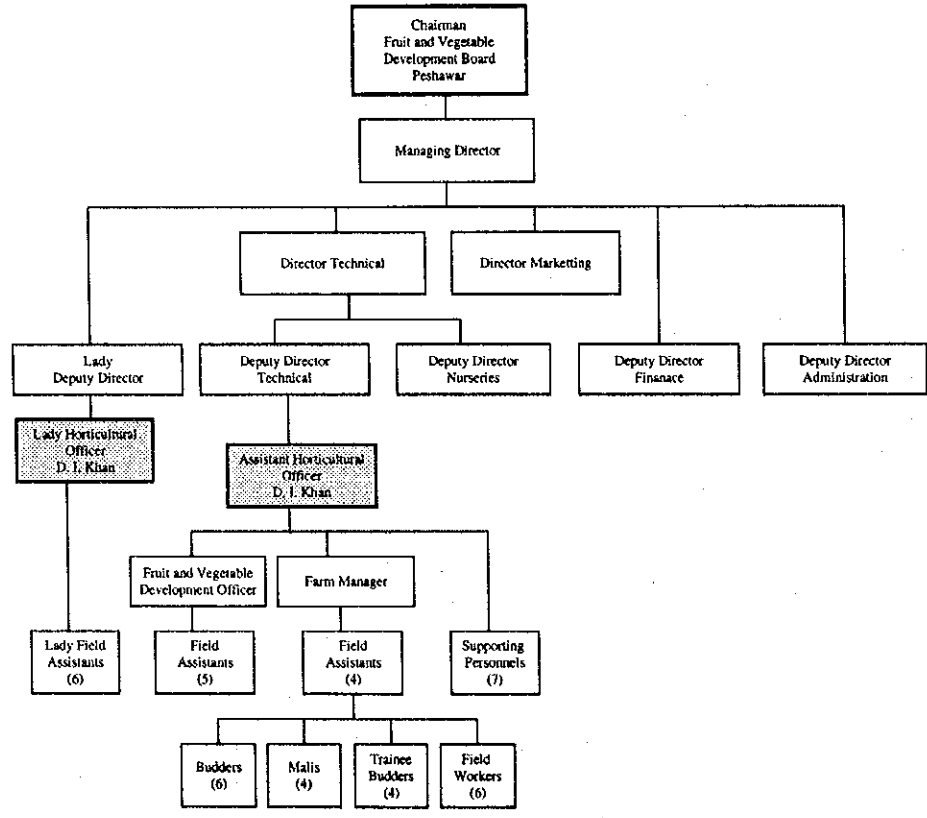 Chairman
Fruit and Vegetable
Development Board
Peshawar
Managing Director
Director Technical
Director Marketting
Lady
Deputy Director
Deputy Director
Technical
Deputy Director
Nurseries
Deputy Director
Finanace
Deputy Director
Administration
Lady Horticultural
Officer
D. I. Khan
Assistant Horticultural
Officer
D. I. Khan
Fruit and Vegetable
Development Officer
Farm Manager
Lady Field
Assistants
(6)
Field
Assistants
(5)
Field
Assistants
(4)
Supporting
Personnels
(7)
Budders
(6)
Malis
(4)
Trainee
Budders
(4)
Field
Workers
(6)